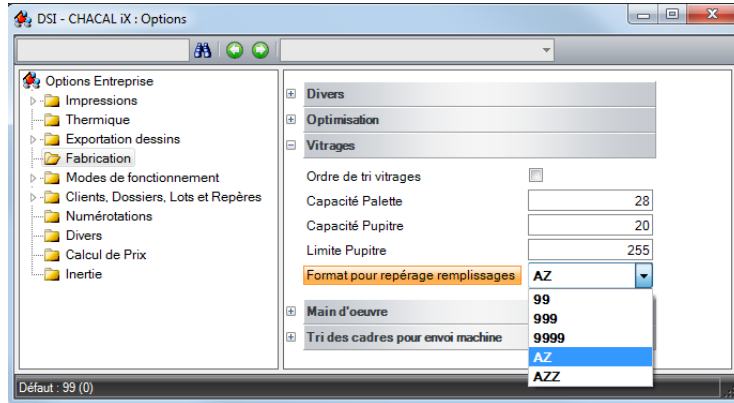 DSI - CHACAL iX : Options
Options Entreprise
Impressions
Thermique
Exportation dessins
Fabrication
Modes de fonctionnement
Clients, Dossiers, Lots et Repères
Numérotations
Divers
Calcul de Prix
Inertie
Divers
Optimisation
Vitrages
Ordre de tri vitrages
Capacité Palette 28
Capacité Pupitre 20
Limite Pupitre 255
Format pour repérage remplissages AZ
99
999
9999
AZ
AZZ
Main d'oeuvre
Tri des cadres pour envoi machine
Défaut : 99 (0)